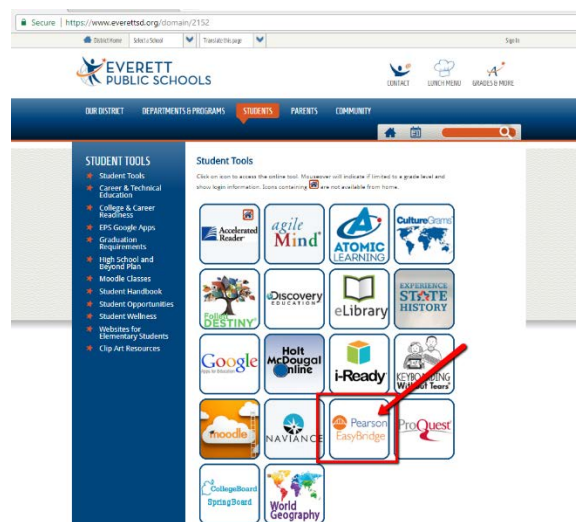 Secure | https://www.everettsd.org/domain/2152
District Home Select a School Translate this page Sign In
EVERETT
PUBLIC SCHOOLS
CONTACT LUNCH MENU GRADES & MORE
OUR DISTRICT DEPARTMENTS & PROGRAMS STUDENTS PARENTS COMMUNITY
STUDENT TOOLS
Student Tools
Career & Technical
Education
College & Career
Readiness
EPS Google Apps
Graduation
Requirements
High School and
Beyond Plan
Moodle Classes
Student Handbook
Student Opportunities
Student Wellness
Websites for
Elementary Students
Clip Art Resources
Student Tools
Click on icon to access the online tool. Mouseover will indicate if limited to a grade level and
show login information. Icons containing are not available from home.
Accelerated
Reader
agile
Mind
ATOMIC
LEARNING
CultureGrams
Follett
DESTINY
Discovery
EDUCATION
eLibrary
EXPERIENCE
STATE
HISTORY
Google
Holt
McDougal
Online
i-Ready
KEYBOARDING
Without Tears
moodle
NAVIANCE
Pearson
EasyBridge
ProQuest
CollegeBoard
SpringBoard
World
Geography